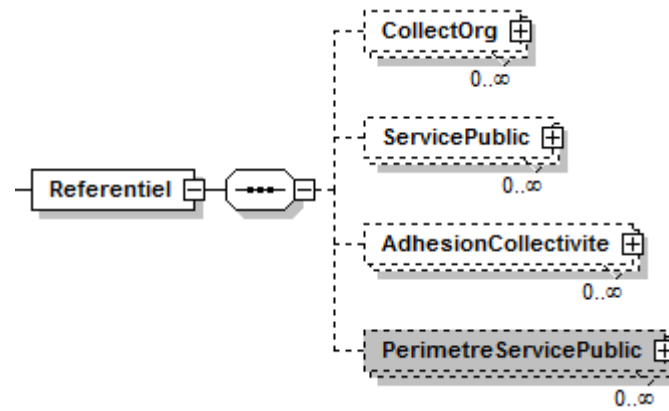 CollectOrg
0..∞
ServicePublic
0..∞
Referentiel
AdhesionCollectivite
0..∞
PerimetreServicePublic
0..∞